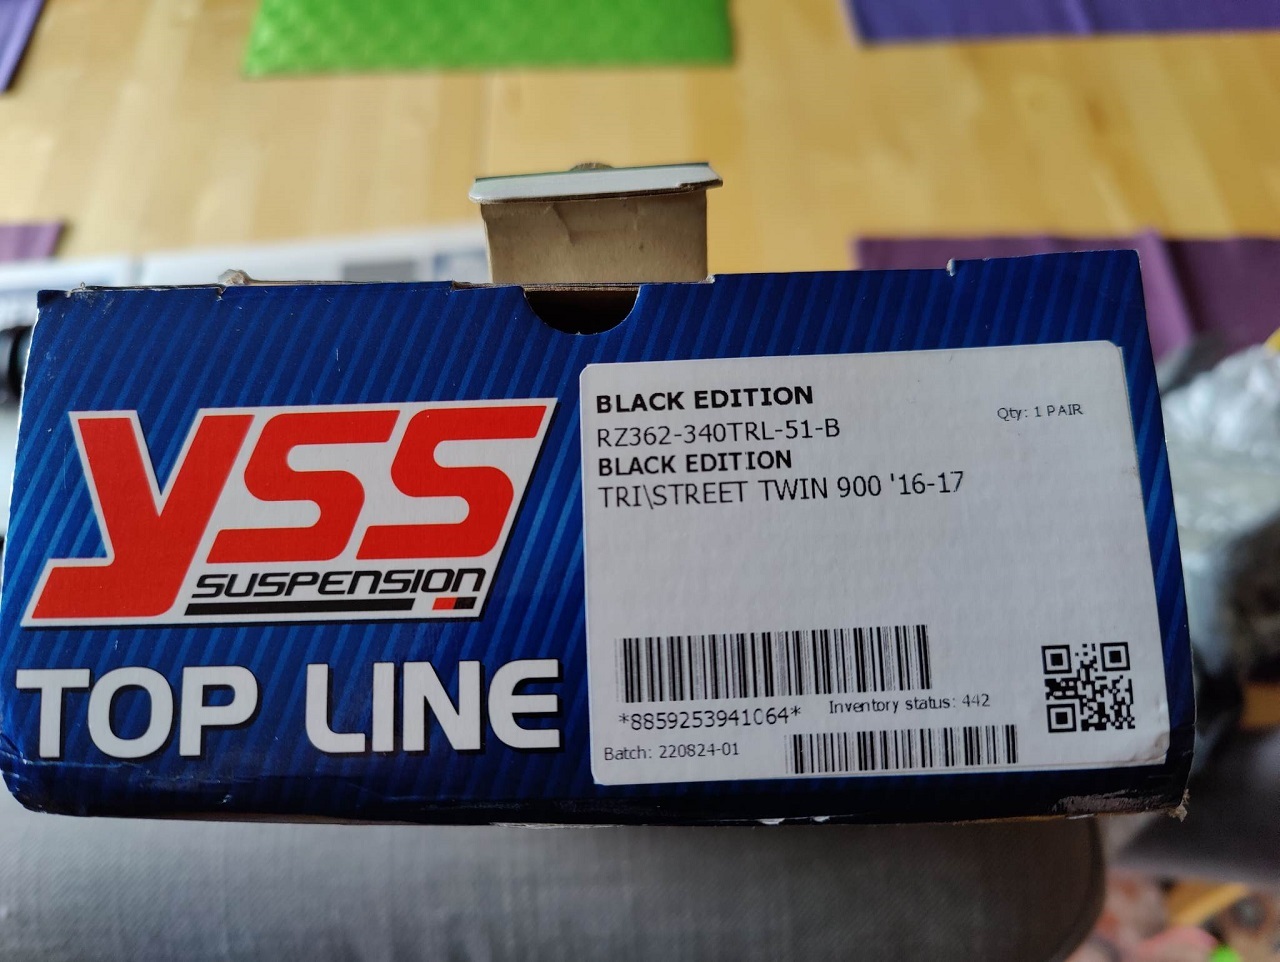 YSS
SUSPENSION
TOP LINE
BLACK EDITION
Qty: 1 PAIR
RZ362-340TRL-51-B
BLACK EDITION
TRI\STREET TWIN 900 '16-17
*8859253941064*
Inventory status: 442
Batch: 220824-01